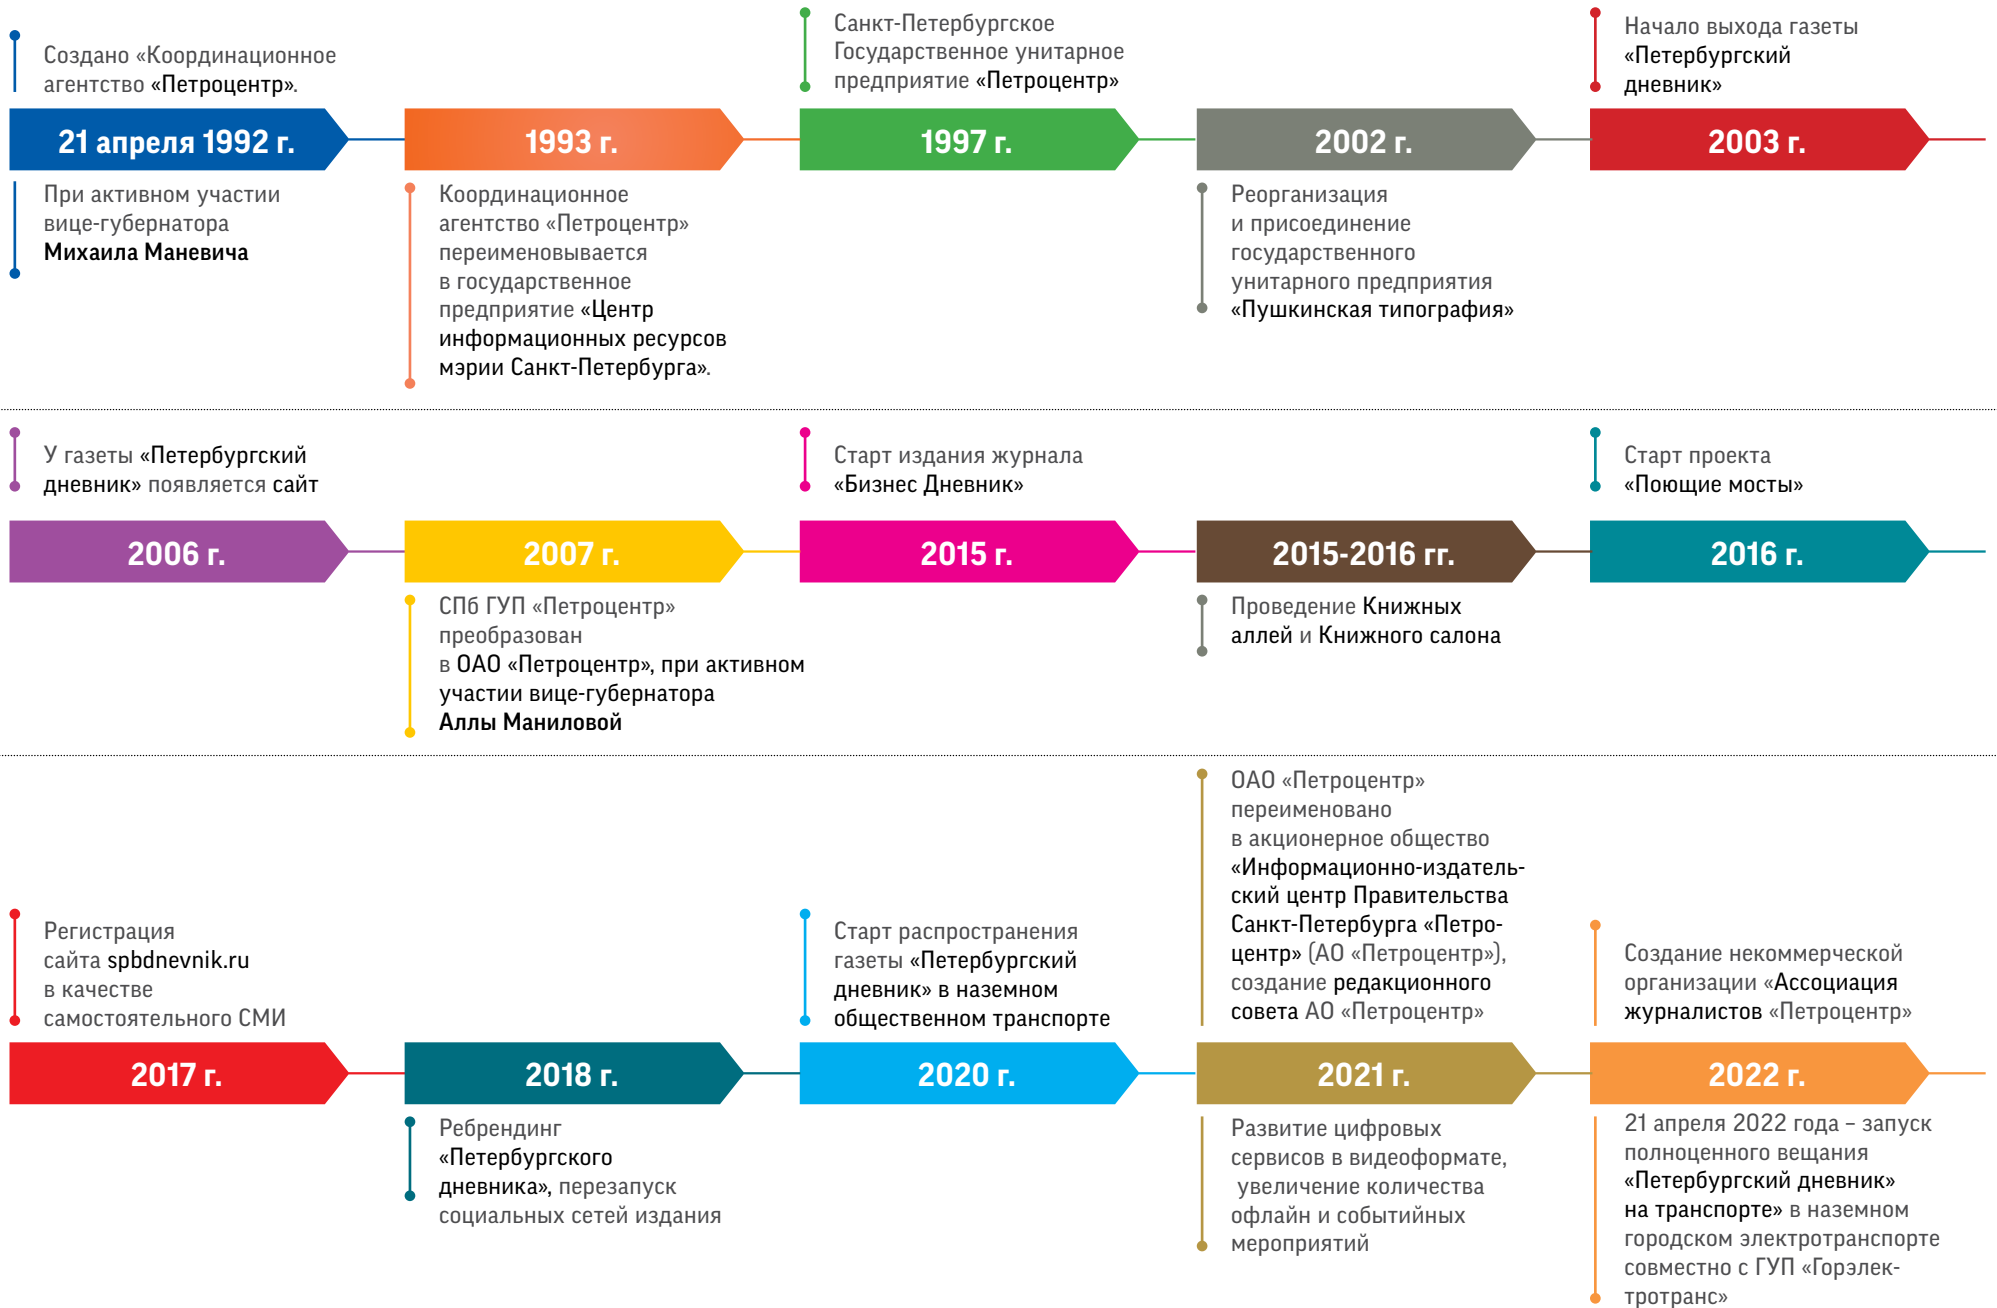 Создано «Координационное
агентство «Петроцентр».
21 апреля 1992 г.
При активном участии
вице-губернатора
Михаила Маневича
1993 г.
Координационное
агентство «Петроцентр»
переименовывается
в государственное
предприятие «Центр
информационных ресурсов
мэрии Санкт-Петербурга».
Санкт-Петербургское
Государственное унитарное
предприятие «Петроцентр»
1997 г.
2002 г.
Реорганизация
и присоединение
государственного
унитарного предприятия
«Пушкинская типография»
Начало выхода газеты
«Петербургский
дневник»
2003 г.
У газеты «Петербургский
дневник» появляется сайт
2006 г.
2007 г.
СПб ГУП «Петроцентр»
преобразован
в ОАО «Петроцентр», при активном
участии вице-губернатора
Аллы Маниловой
Старт издания журнала
«Бизнес Дневник»
2015 г.
2015-2016 гг.
Проведение Книжных
аллей и Книжного салона
Старт проекта
«Поющие мосты»
2016 г.
Регистрация
сайта spbdnevnik.ru
в качестве
самостоятельного СМИ
2017 г.
2018 г.
Ребрендинг
«Петербургского
дневника», перезапуск
социальных сетей издания
Старт распространения
газеты «Петербургский
дневник» в наземном
общественном транспорте
2020 г.
ОАО «Петроцентр»
переименовано
в акционерное общество
«Информационно-издатель-
ский центр Правительства
Санкт-Петербурга «Петро-
центр» (АО «Петроцентр»),
создание редакционного
совета АО «Петроцентр»
2021 г.
Развитие цифровых
сервисов в видеоформате,
увеличение количества
офлайн и событийных
мероприятий
Создание некоммерческой
организации «Ассоциация
журналистов «Петроцентр»
2022 г.
21 апреля 2022 года – запуск
полноценного вещания
«Петербургский дневник»
на транспорте» в наземном
городском электротранспорте
совместно с ГУП «Горэлек-
тротранс»